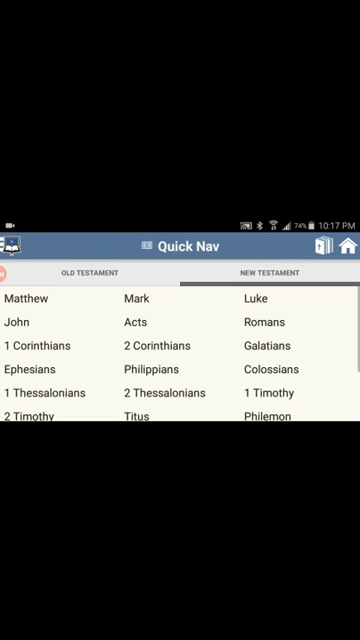 74% 10:17 PM
Quick Nav
OLD TESTAMENT NEW TESTAMENT
Matthew Mark Luke
John Acts Romans
1 Corinthians 2 Corinthians Galatians
Ephesians Philippians Colossians
1 Thessalonians 2 Thessalonians 1 Timothy
2 Timothy Titus Philemon